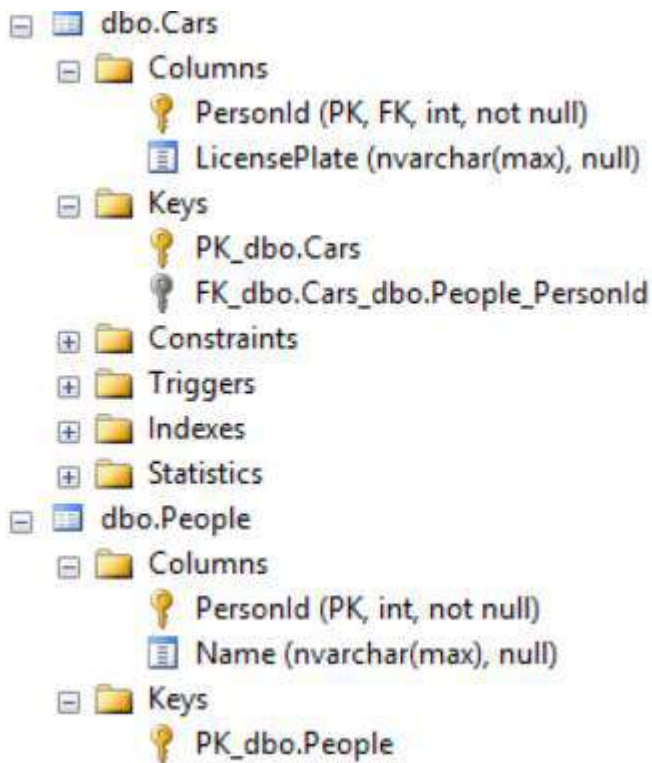 dbo.Cars
Columns
PersonId (PK, FK, int, not null)
LicensePlate (nvarchar(max), null)
Keys
PK_dbo.Cars
FK_dbo.Cars_dbo.People_PersonId
Constraints
Triggers
Indexes
Statistics
dbo.People
Columns
PersonId (PK, int, not null)
Name (nvarchar(max), null)
Keys
PK_dbo.People